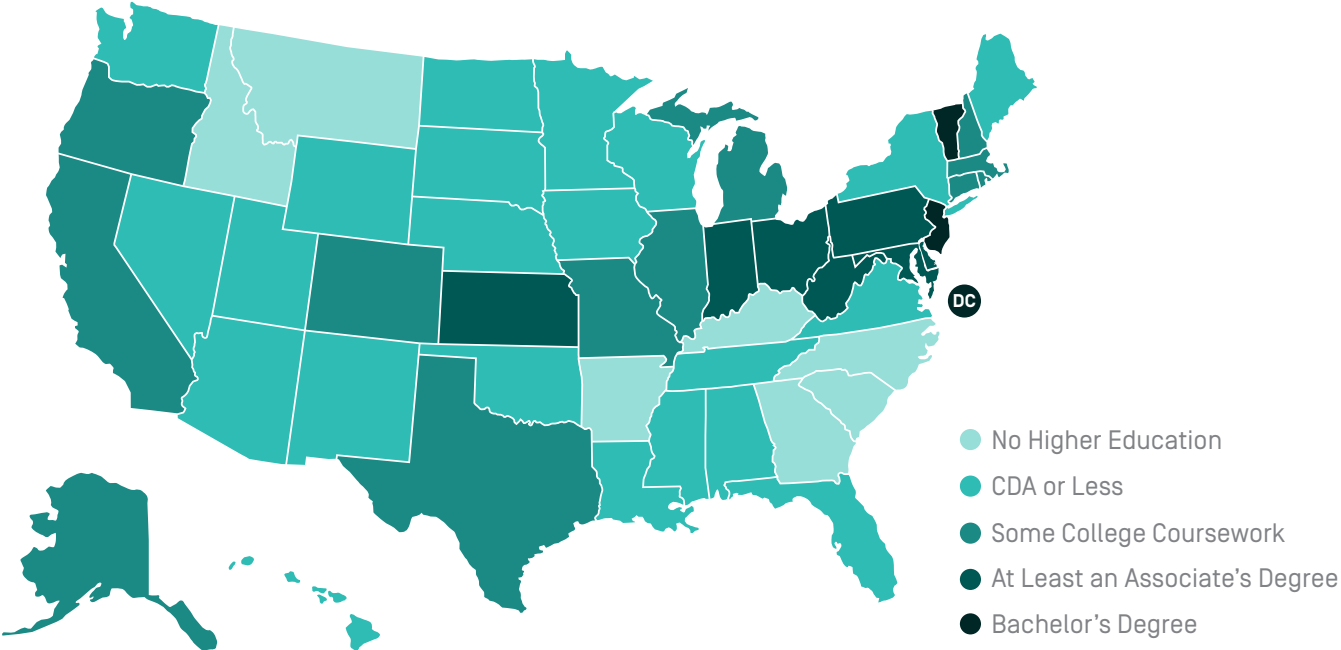 DC
No Higher Education
CDA or Less
Some College Coursework
At Least an Associate's Degree
Bachelor's Degree